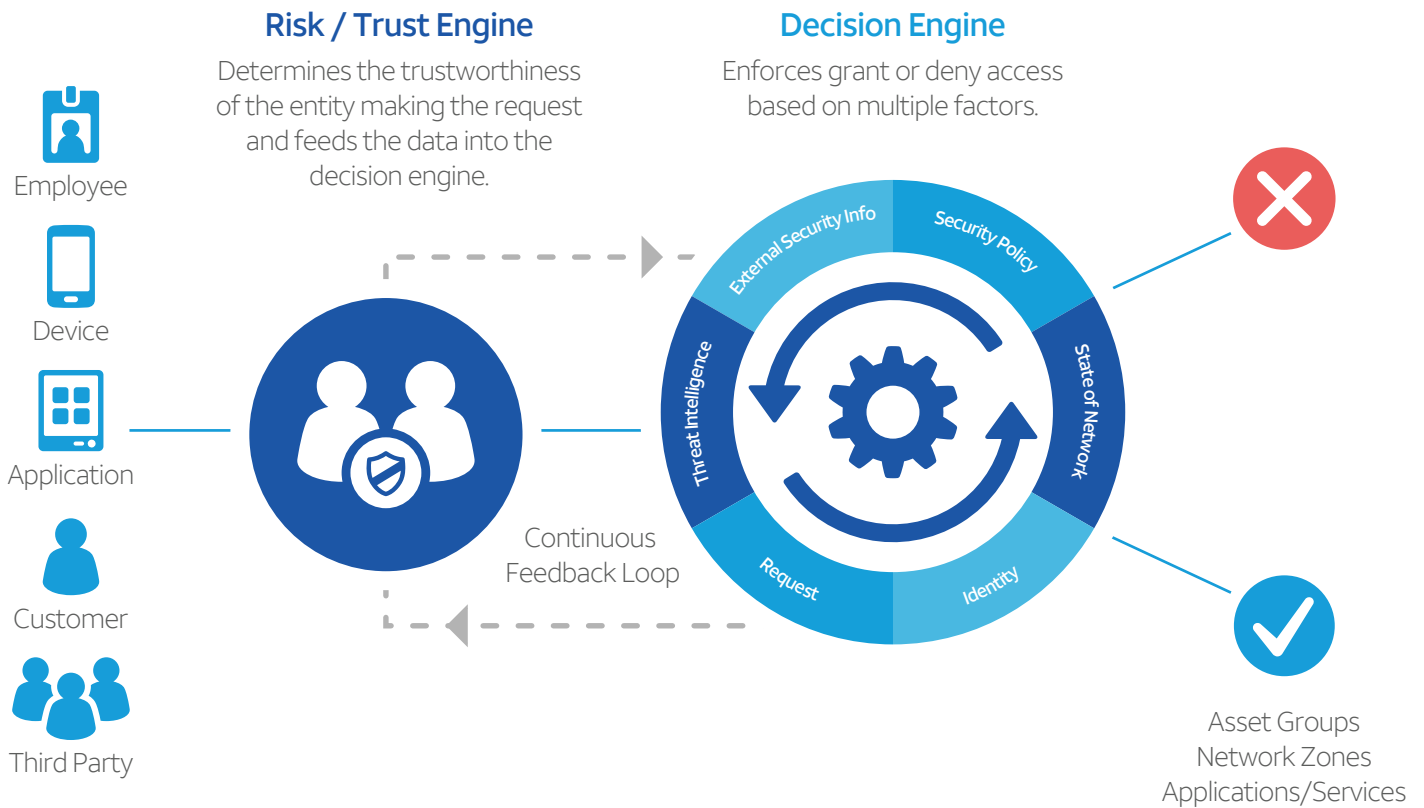 Risk / Trust Engine
Determines the trustworthiness
of the entity making the request
and feeds the data into the
decision engine.
Decision Engine
Enforces grant or deny access
based on multiple factors.
Employee
Device
Application
Customer
Third Party
Continuous
Feedback Loop
External Security Info
Security Policy
State of Network
Identity
Request
Threat Intelligence
Asset Groups
Network Zones
Applications/Services